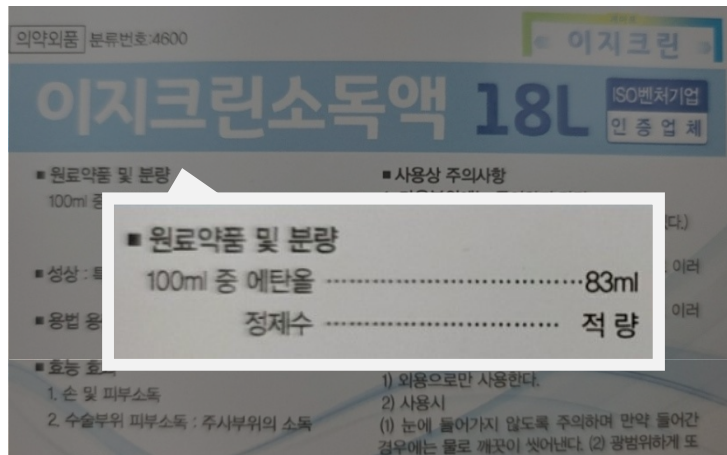 의약외품 분류번호:4600
이지크린
이지크린소독액 18L
ISO벤처기업
인증업체
■ 원료약품 및 분량
100ml 중
■ 성상 :
■ 용법 용
■ 효능 효
1. 손 및 피부소독
2. 수술부위 피부소독 : 주사부위의 소독
■ 원료약품 및 분량
100ml 중 에탄올 ································83ml
정제수 ····························· 적 량
■ 사용상 주의사항
다.)
이러
이러
1) 외용으로만 사용한다.
2) 사용시
(1) 눈에 들어가지 않도록 주의하며 만약 들어간
경우에는 물로 깨끗이 씻어낸다. (2) 광범위하게 또